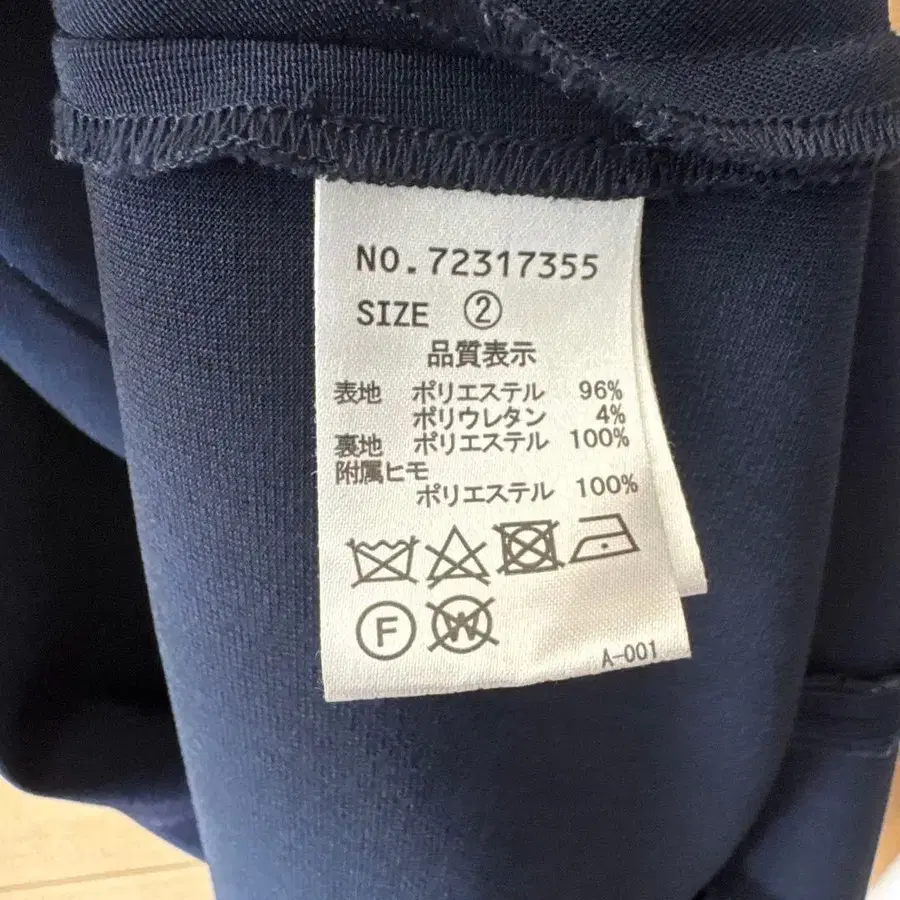 NO.72317355
SIZE ②
品質表示
表地 ポリエステル 96%
ポリウレタン 4%
裏地 ポリエステル 100%
附属ヒモ
ポリエステル 100%
F W
A-001